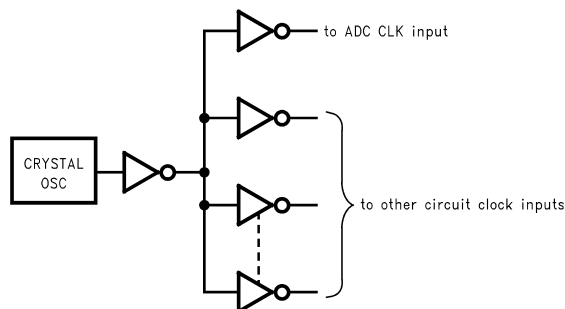 to ADC CLK input
CRYSTAL
OSC
to other circuit clock inputs